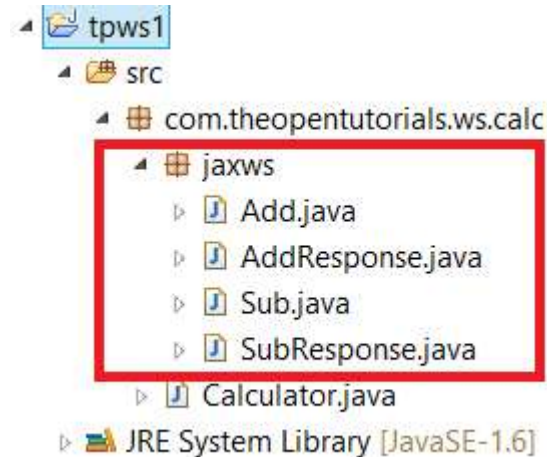 tpws1
src
com.theopentutorials.ws.calc
jaxws
Add.java
AddResponse.java
Sub.java
SubResponse.java
Calculator.java
JRE System Library [JavaSE-1.6]